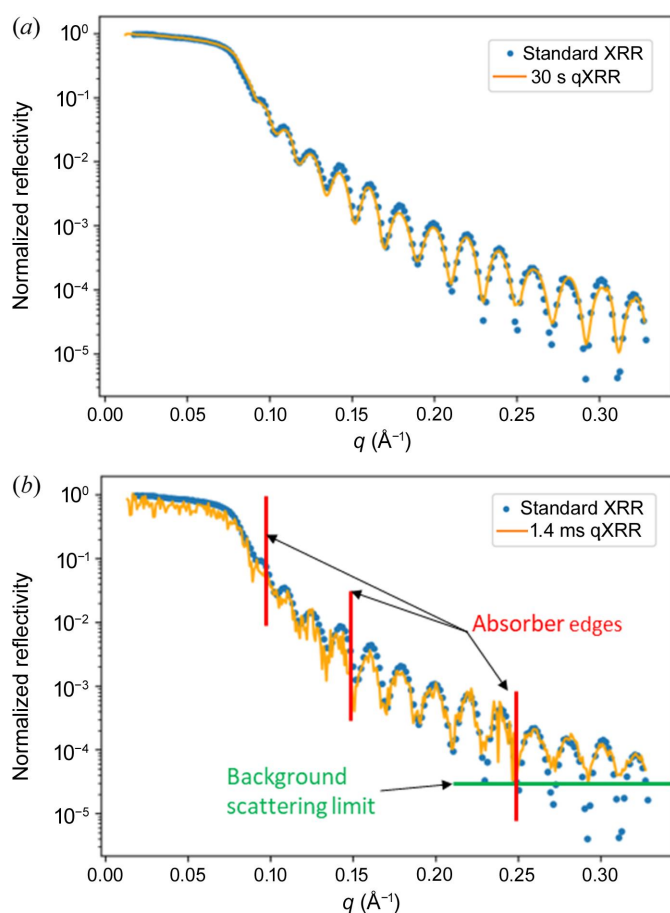 (a)
10⁰
10⁻¹
10⁻²
10⁻³
10⁻⁴
10⁻⁵
Normalized reflectivity
Standard XRR
30 s qXRR
0.00 0.05 0.10 0.15 0.20 0.25 0.30
q (Å⁻¹)
(b)
10⁰
10⁻¹
10⁻²
10⁻³
10⁻⁴
10⁻⁵
Normalized reflectivity
Standard XRR
1.4 ms qXRR
Absorber edges
Background
scattering limit
0.00 0.05 0.10 0.15 0.20 0.25 0.30
q (Å⁻¹)